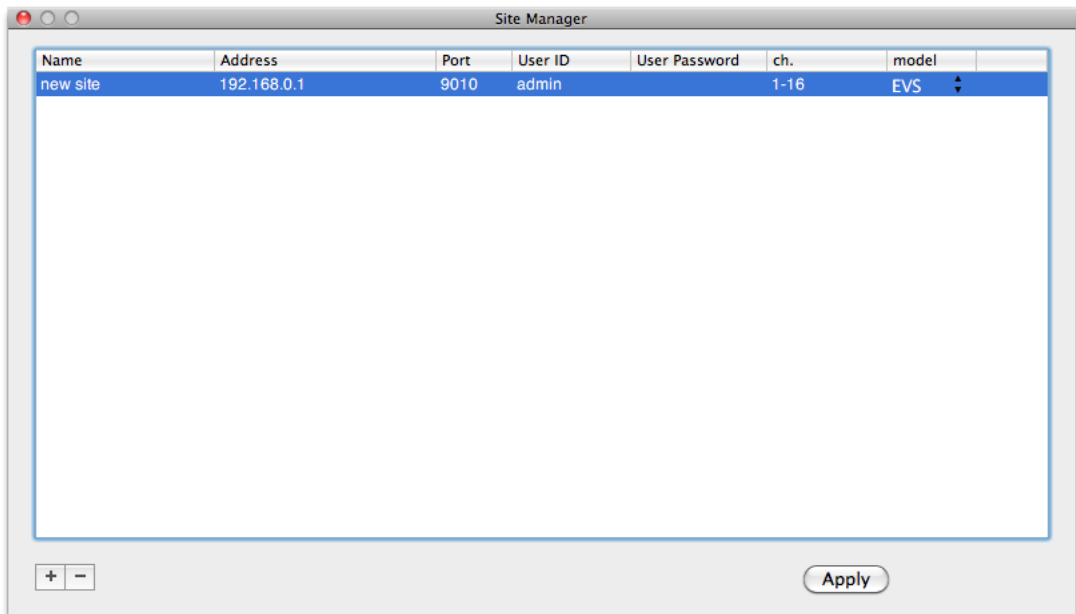 Site Manager
Name Address Port User ID User Password ch. model
new site 192.168.0.1 9010 admin 1-16 EVS
+ −
Apply